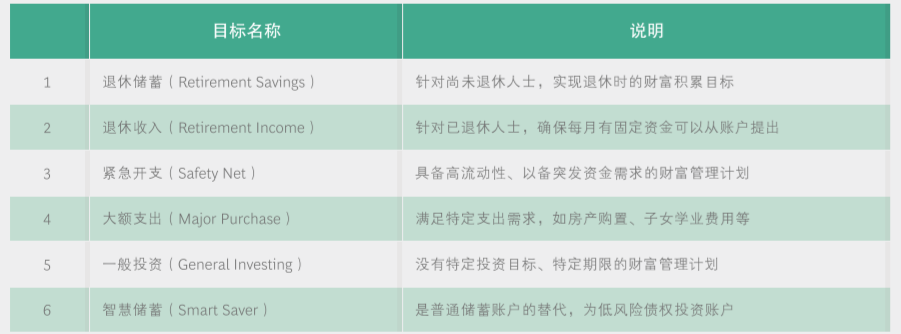 目标名称 说明
1 退休储蓄（Retirement Savings） 针对尚未退休人士，实现退休时的财富积累目标
2 退休收入（Retirement Income） 针对已退休人士，确保每月有固定资金可以从账户提出
3 紧急开支（Safety Net） 具备高流动性、以备突发资金需求的财富管理计划
4 大额支出（Major Purchase） 满足特定支出需求，如房产购置、子女学业费用等
5 一般投资（General Investing） 没有特定投资目标、特定期限的财富管理计划
6 智慧储蓄（Smart Saver） 是普通储蓄账户的替代，为低风险债权投资账户